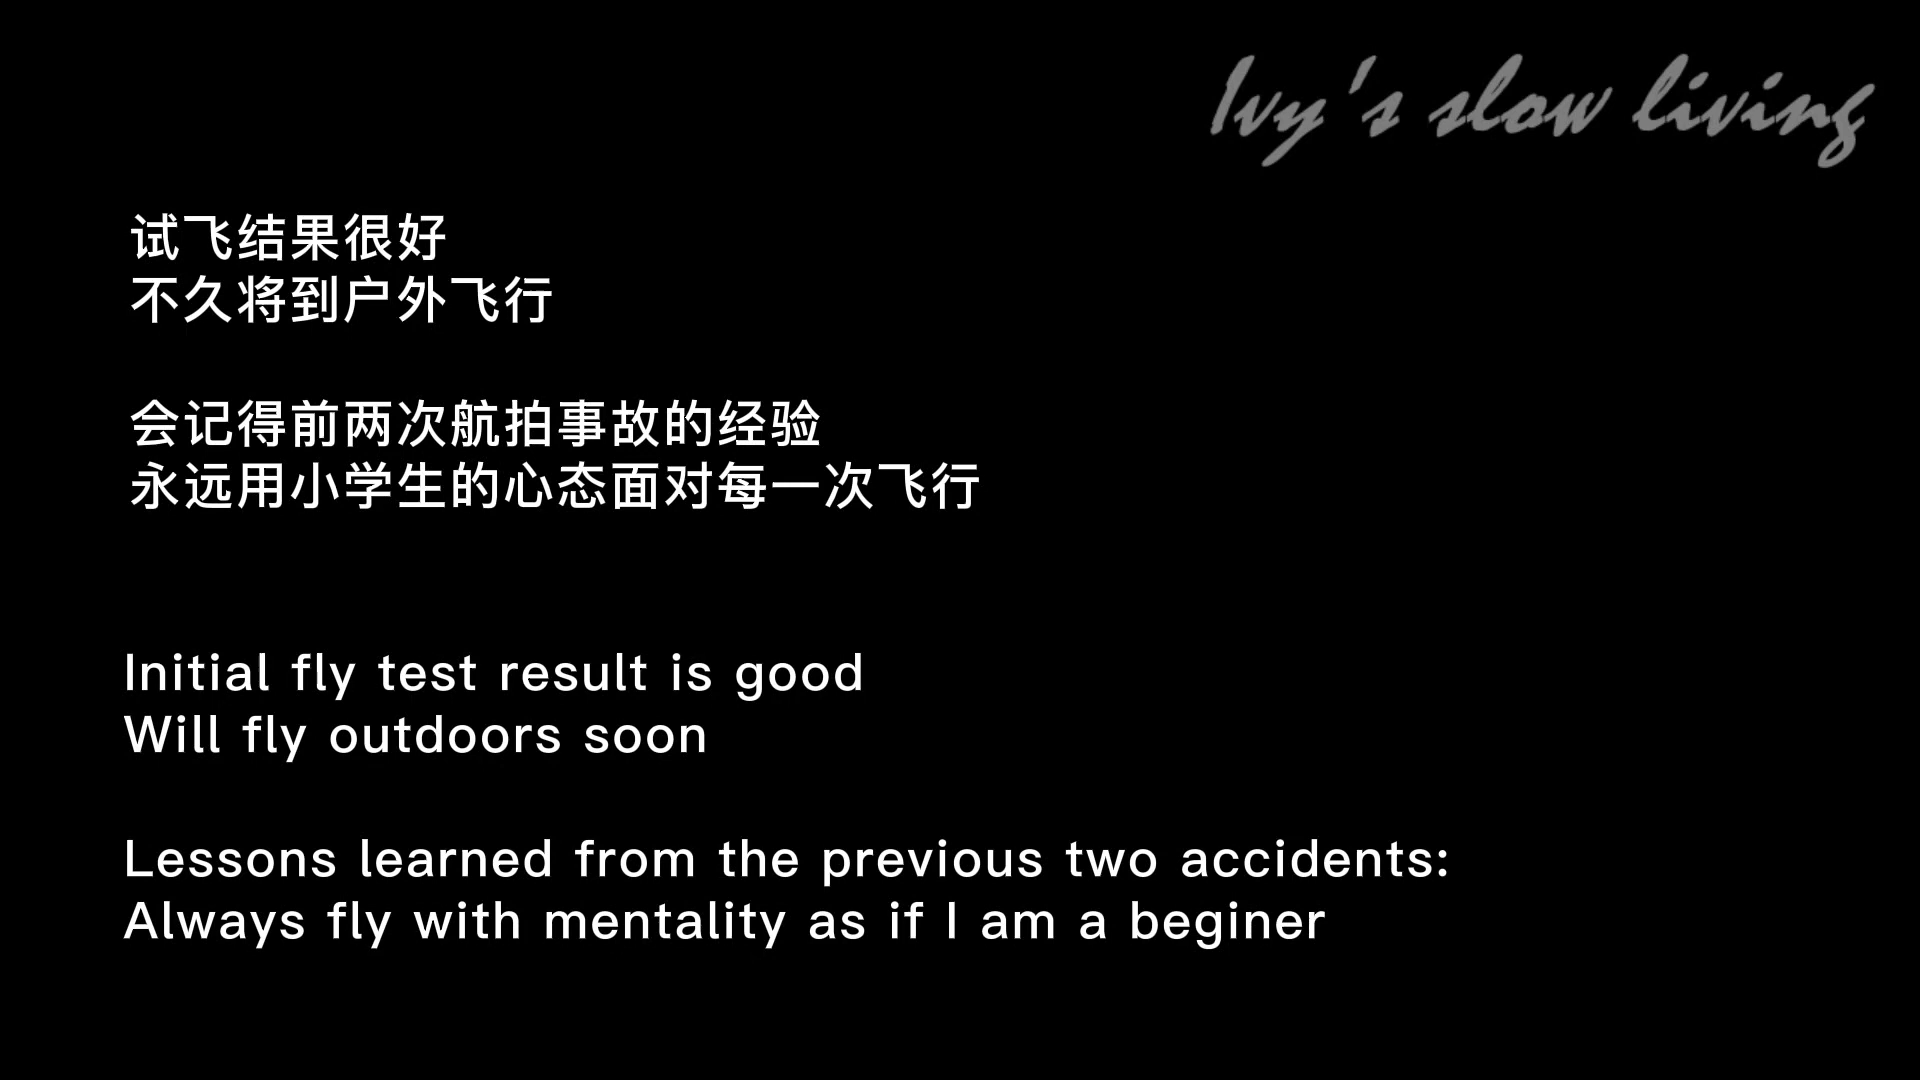 Ivy's slow living
试飞结果很好
不久将到户外飞行
会记得前两次航拍事故的经验
永远用小学生的心态面对每一次飞行
Initial fly test result is good
Will fly outdoors soon
Lessons learned from the previous two accidents:
Always fly with mentality as if I am a beginer